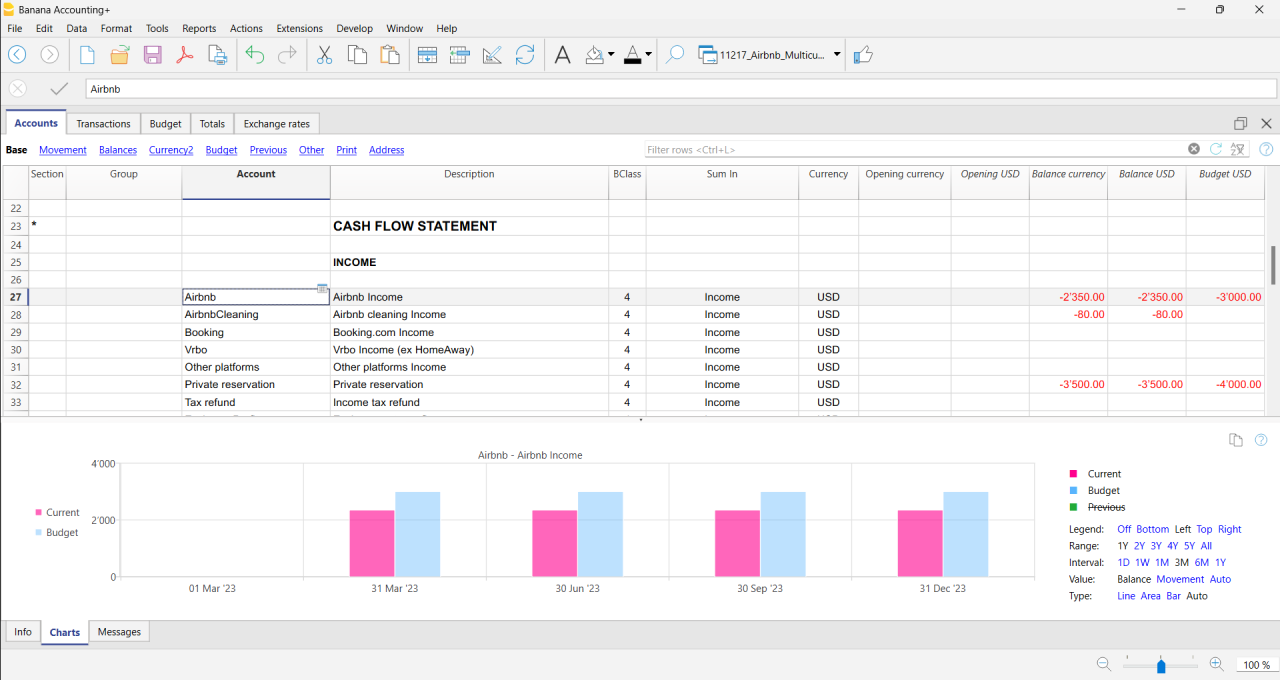 Banana Accounting+
File Edit Data Format Tools Reports Actions Extensions Develop Window Help
11217_Airbnb_Multicu...
Airbnb
Accounts Transactions Budget Totals Exchange rates
Base Movement Balances Currency2 Budget Previous Other Print Address Filter rows <Ctrl+L>
Section Group Account Description BClass Sum In Currency Opening currency Opening USD Balance currency Balance USD Budget USD
22
23 * CASH FLOW STATEMENT
24
25 INCOME
26
27 Airbnb Airbnb Income 4 Income USD -2'350.00 -2'350.00 -3'000.00
28 AirbnbCleaning Airbnb cleaning Income 4 Income USD -80.00 -80.00
29 Booking Booking.com Income 4 Income USD
30 Vrbo Vrbo Income (ex HomeAway) 4 Income USD
31 Other platforms Other platforms Income 4 Income USD
32 Private reservation Private reservation 4 Income USD -3'500.00 -3'500.00 -4'000.00
33 Tax refund Income tax refund 4 Income USD
Airbnb - Airbnb Income
4'000
2'000
0
Current
Budget
01 Mar '23 31 Mar '23 30 Jun '23 30 Sep '23 31 Dec '23
Current
Budget
Previous
Legend: Off Bottom Left Top Right
Range: 1Y 2Y 3Y 4Y 5Y All
Interval: 1D 1W 1M 3M 6M 1Y
Value: Balance Movement Auto
Type: Line Area Bar Auto
Info Charts Messages
100 %